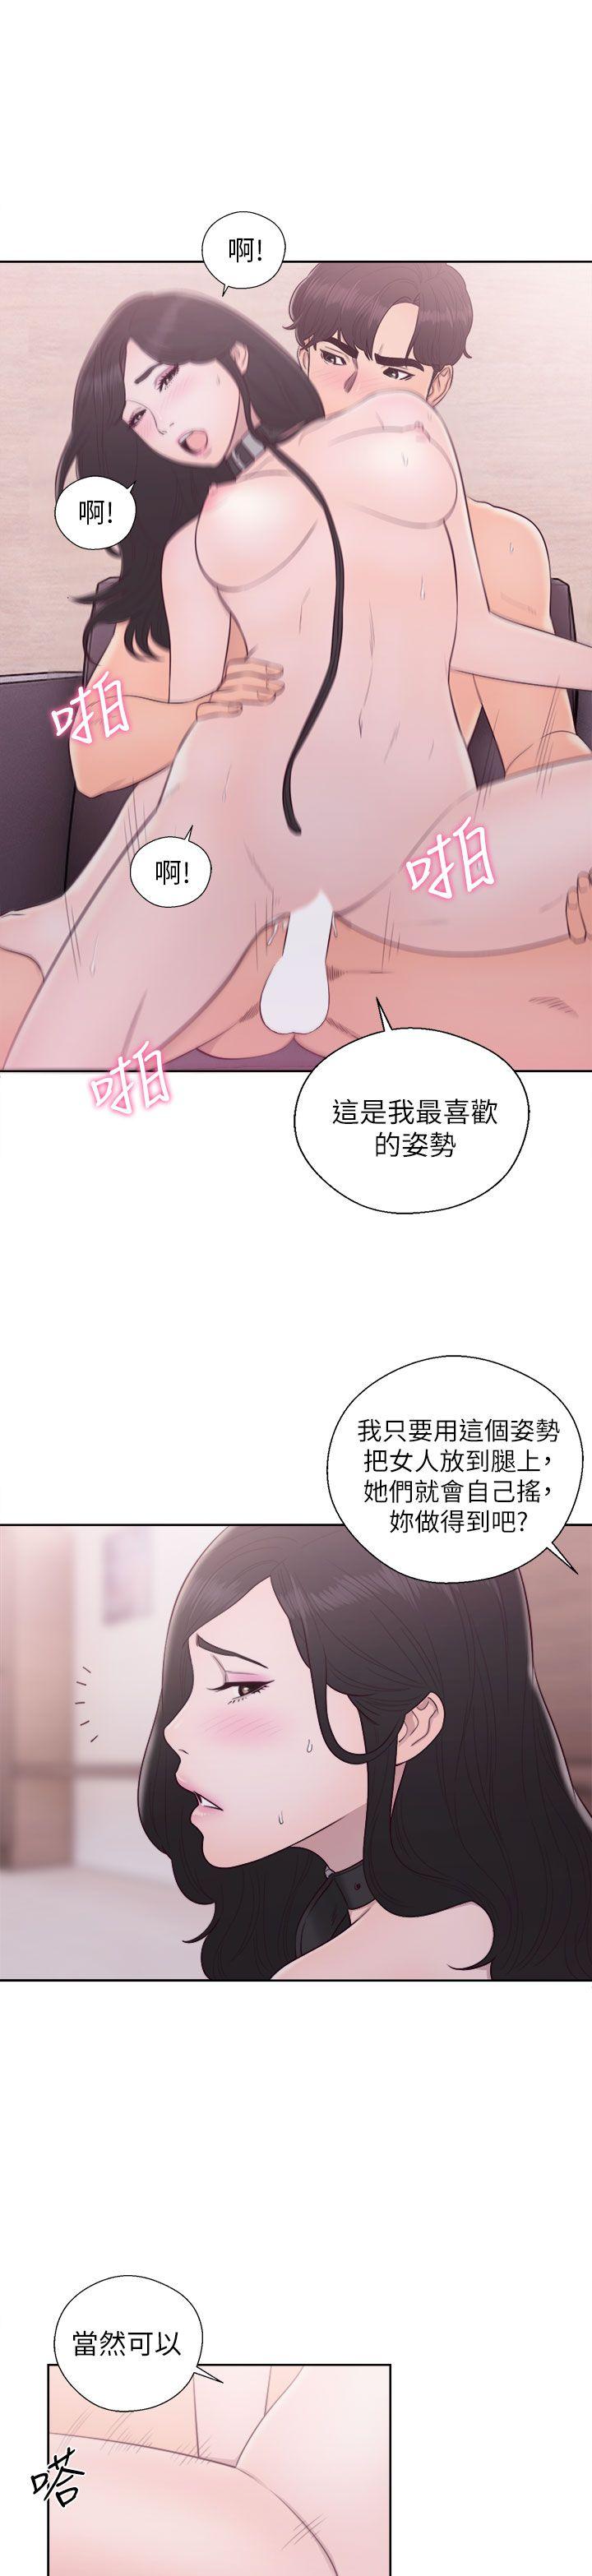 啊!
啊!
啪
啊!
啪
啪
這是我最喜歡
的姿勢
我只要用這個姿勢
把女人放到腿上，
她們就會自己搖，
妳做得到吧?
當然可以
嗒